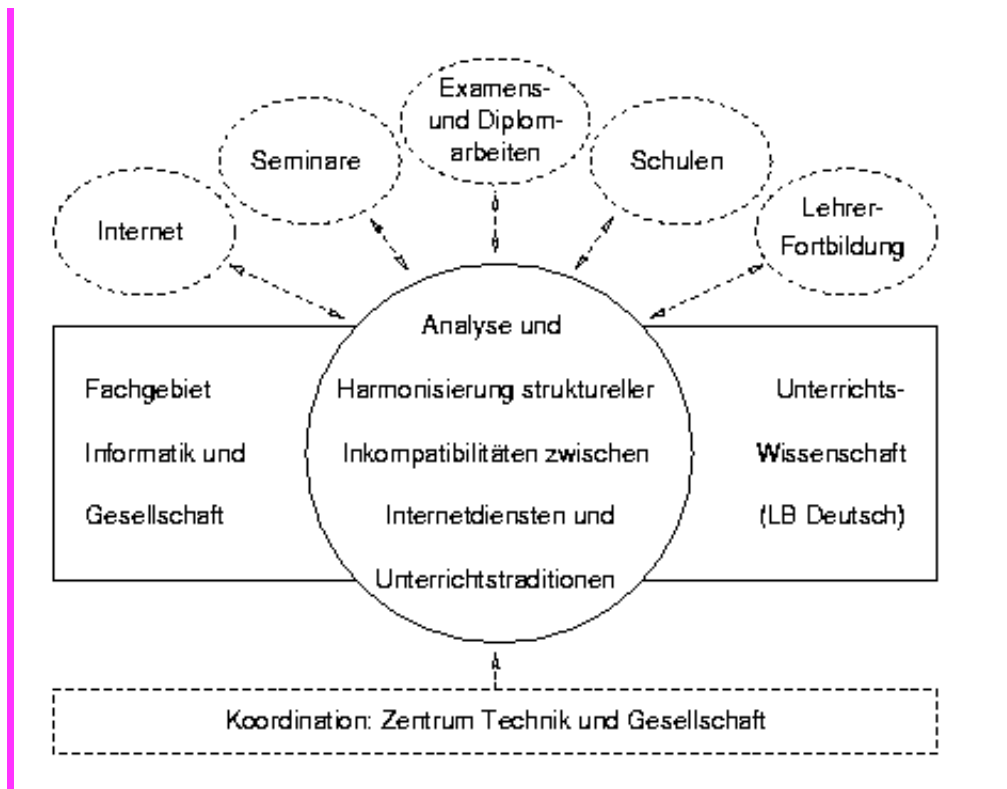 Examens-
und Diplom-
arbeiten
Seminare
Schulen
Internet
Lehrer-
Fortbildung
Analyse und
Harmonisierung struktureller
Inkompatibilitäten zwischen
Internetdiensten und
Unterrichtstraditionen
Fachgebiet
Informatik und
Gesellschaft
Unterrichts-
Wissenschaft
(LB Deutsch)
Koordination: Zentrum Technik und Gesellschaft